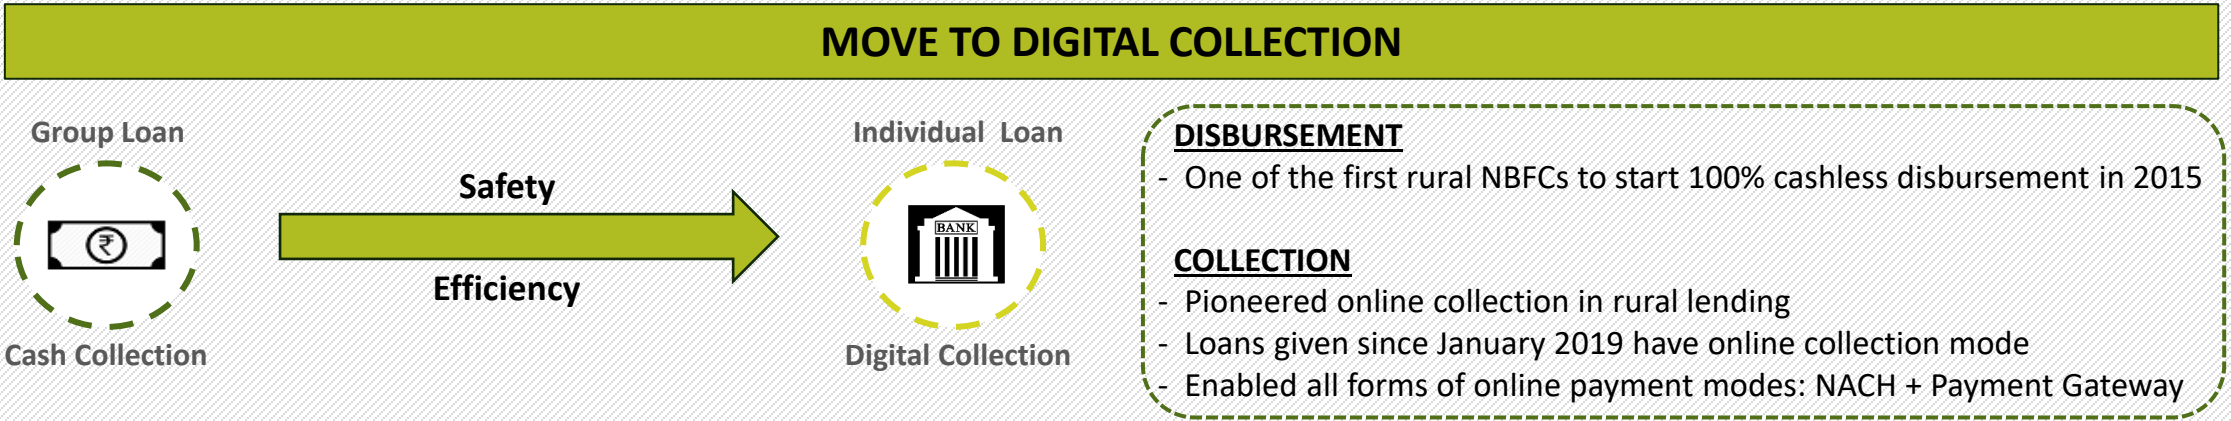 MOVE TO DIGITAL COLLECTION
Group Loan
₹
Cash Collection
Safety
Efficiency
Individual Loan
BANK
Digital Collection
DISBURSEMENT
- One of the first rural NBFCs to start 100% cashless disbursement in 2015
COLLECTION
- Pioneered online collection in rural lending
- Loans given since January 2019 have online collection mode
- Enabled all forms of online payment modes: NACH + Payment Gateway